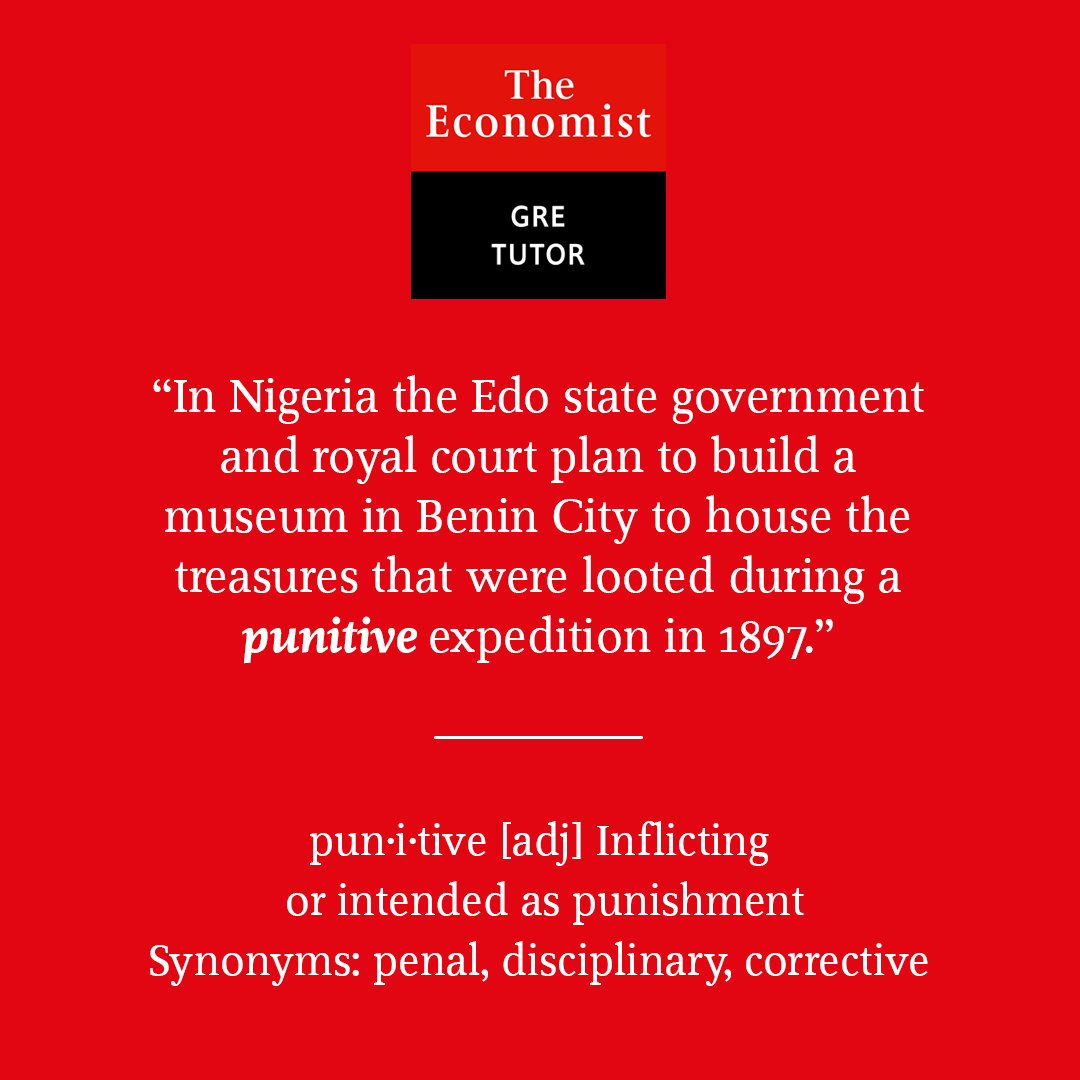 The
Economist
GRE
TUTOR
“In Nigeria the Edo state government
and royal court plan to build a
museum in Benin City to house the
treasures that were looted during a
punitive expedition in 1897.”
pun·i·tive [adj] Inflicting
or intended as punishment
Synonyms: penal, disciplinary, corrective